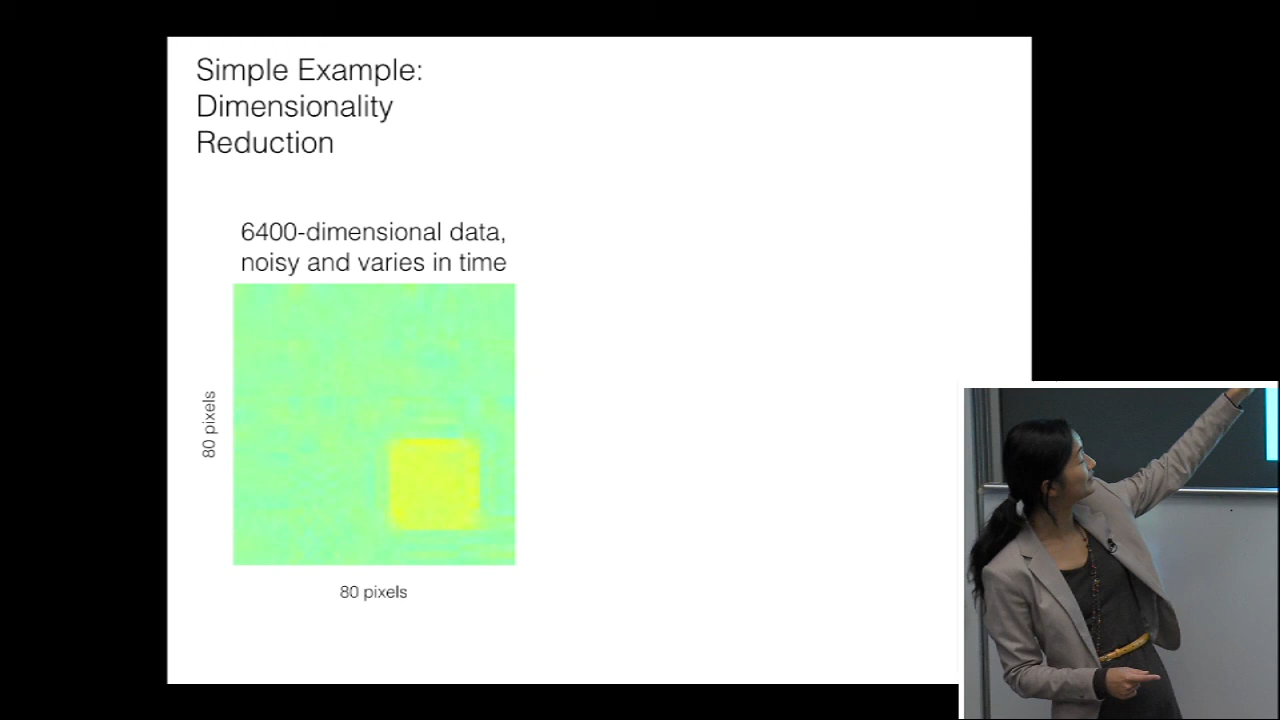 Simple Example:
Dimensionality
Reduction
6400-dimensional data,
noisy and varies in time
80 pixels
80 pixels